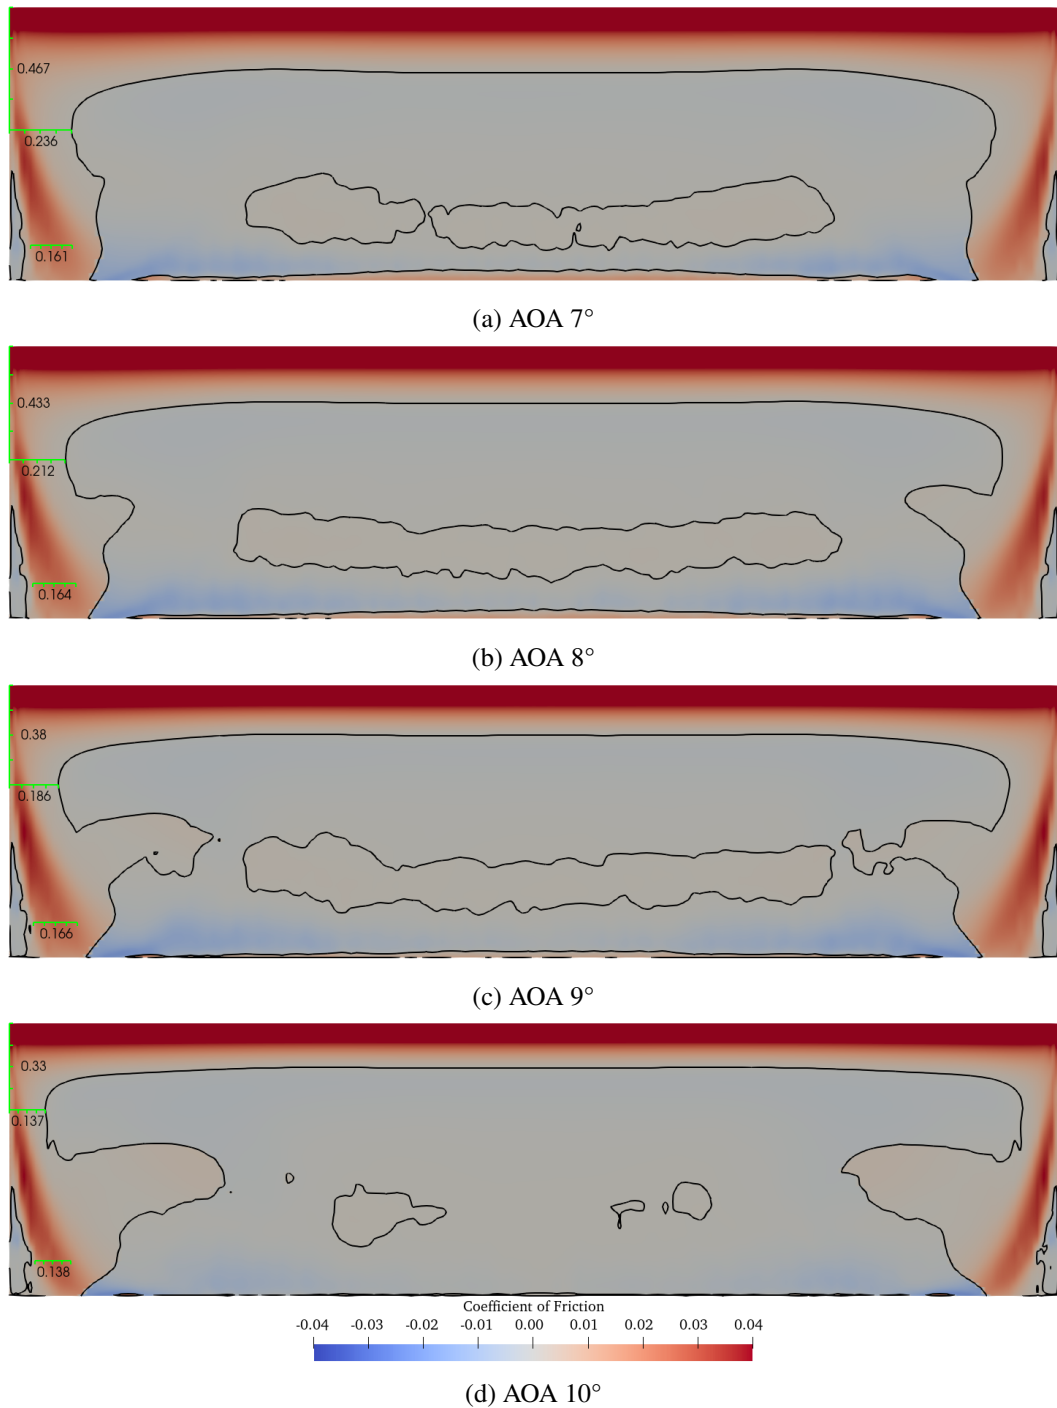 0.467
0.236
0.161
(a) AOA 7°
0.433
0.212
0.164
(b) AOA 8°
0.38
0.186
0.166
(c) AOA 9°
0.33
0.137
0.138
Coefficient of Friction
-0.04 -0.03 -0.02 -0.01 0.00 0.01 0.02 0.03 0.04
(d) AOA 10°